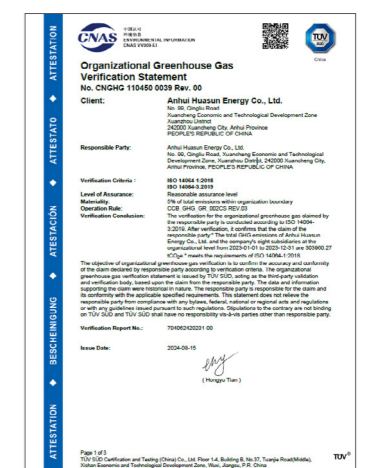 CNAS
中国认可
环境信息
ENVIRONMENTAL INFORMATION
CNAS VV009-EI
TÜV
SÜD
China
Organizational Greenhouse Gas
Verification Statement
No. CNGHG 110450 0039 Rev. 00
Client: Anhui Huasun Energy Co., Ltd.
No. 99, Qingliu Road
Xuancheng Economic and Technological Development Zone
Xuanzhou District
242000 Xuancheng City, Anhui Province
PEOPLE'S REPUBLIC OF CHINA
Responsible Party: Anhui Huasun Energy Co., Ltd.
No. 99, Qingliu Road, Xuancheng Economic and Technological
Development Zone, Xuanzhou District, 242000 Xuancheng City,
Anhui Province, PEOPLE'S REPUBLIC OF CHINA
Verification Criteria : ISO 14064-1:2018
ISO 14064-3:2019
Level of Assurance: Reasonable assurance level
Materiality: 5% of total emissions within organization boundary
Operation Rule: CCB_GHG_GR_002CS REV.03
Verification Conclusion: The verification for the organizational greenhouse gas claimed by
the responsible party is conducted according to ISO 14064-
3:2019. After verification, it confirms that the claim of the
responsible party" The total GHG emissions of Anhui Huasun
Energy Co., Ltd. and the company's eight subsidiaries at the
organizational level from 2023-01-01 to 2023-12-31 are 303600.27
tCO₂e " meets the requirements of ISO 14064-1:2018.
The objective of organizational greenhouse gas verification is to confirm the accuracy and conformity
of the claim declared by responsible party according to verification criteria. The organizational
greenhouse gas verification statement is issued by TÜV SÜD, acting as the third-party validation
and verification body, based upon the claim from the responsible party. The data and information
supporting the claim were historical in nature. The responsible party is responsible for the claim and
its conformity with the applicable specified requirements. This statement does not relieve the
responsible party from compliance with any bylaws, federal, national or regional acts and regulations
or with any guidelines issued pursuant to such regulations. Stipulations to the contrary are not binding
on TÜV SÜD and TÜV SÜD shall have no responsibility vis-à-vis parties other than responsible party.
Verification Report No.: 704062420201-00
Issue Date: 2024-08-15
( Hongyu Tian )
Page 1 of 3
TÜV SÜD Certification and Testing (China) Co., Ltd. Floor 1-4, Building B, No.37, Tuanjie Road(Middle),
Xishan Economic and Technological Development Zone, Wuxi, Jiangsu, P.R. China
TÜV®
ATTESTATION ◆ BESCHEINIGUNG ◆ ATTESTACIÓN ◆ ATTESTATO ◆ ATTESTATION